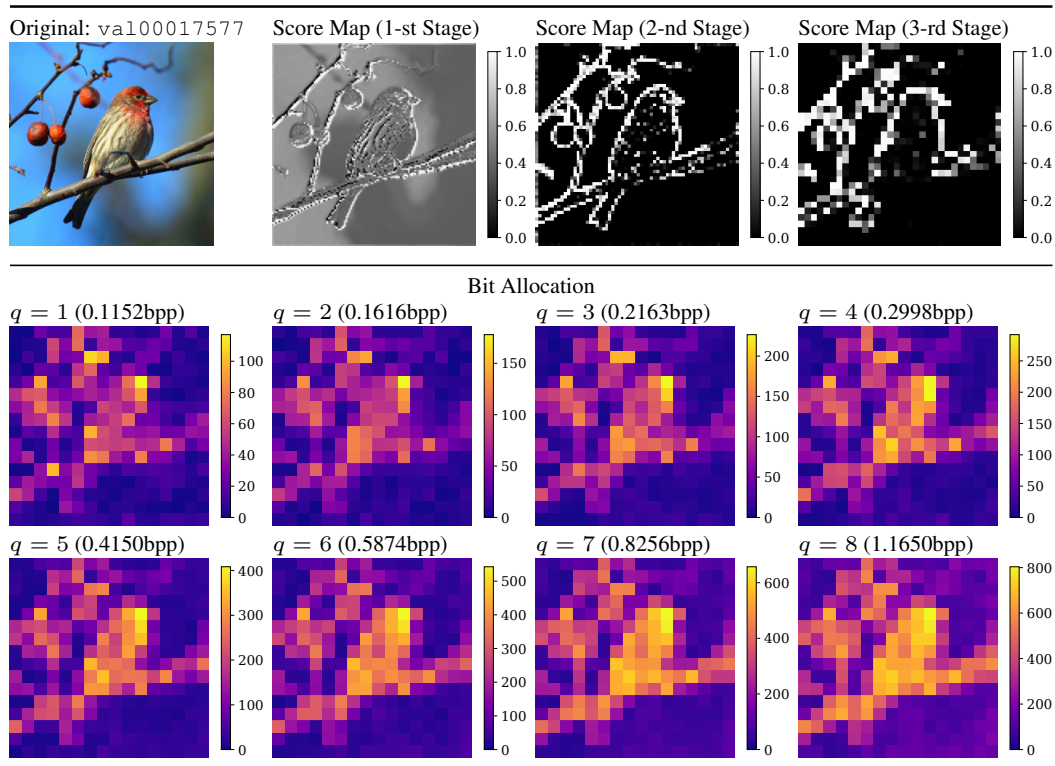 Original: val00017577 Score Map (1-st Stage) Score Map (2-nd Stage) Score Map (3-rd Stage)
1.0 1.0 1.0
0.8 0.8 0.8
0.6 0.6 0.6
0.4 0.4 0.4
0.2 0.2 0.2
0.0 0.0 0.0
Bit Allocation
q = 1 (0.1152bpp) q = 2 (0.1616bpp) q = 3 (0.2163bpp) q = 4 (0.2998bpp)
100 80 60 40 20 0
150 100 50 0
200 150 100 50 0
250 200 150 100 50 0
q = 5 (0.4150bpp) q = 6 (0.5874bpp) q = 7 (0.8256bpp) q = 8 (1.1650bpp)
400 300 200 100 0
500 400 300 200 100 0
600 400 200 0
800 600 400 200 0